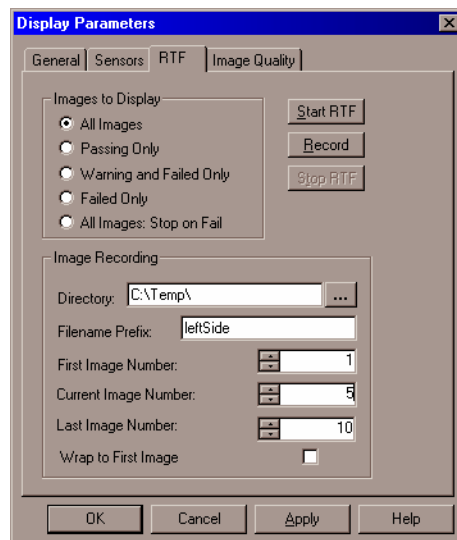 Display Parameters
General Sensors RTF Image Quality
Images to Display
All Images
Passing Only
Warning and Failed Only
Failed Only
All Images: Stop on Fail
Start RTF
Record
Stop RTF
Image Recording
Directory: C:\Temp\ ...
Filename Prefix: leftSide
First Image Number: 1
Current Image Number: 5
Last Image Number: 10
Wrap to First Image
OK Cancel Apply Help